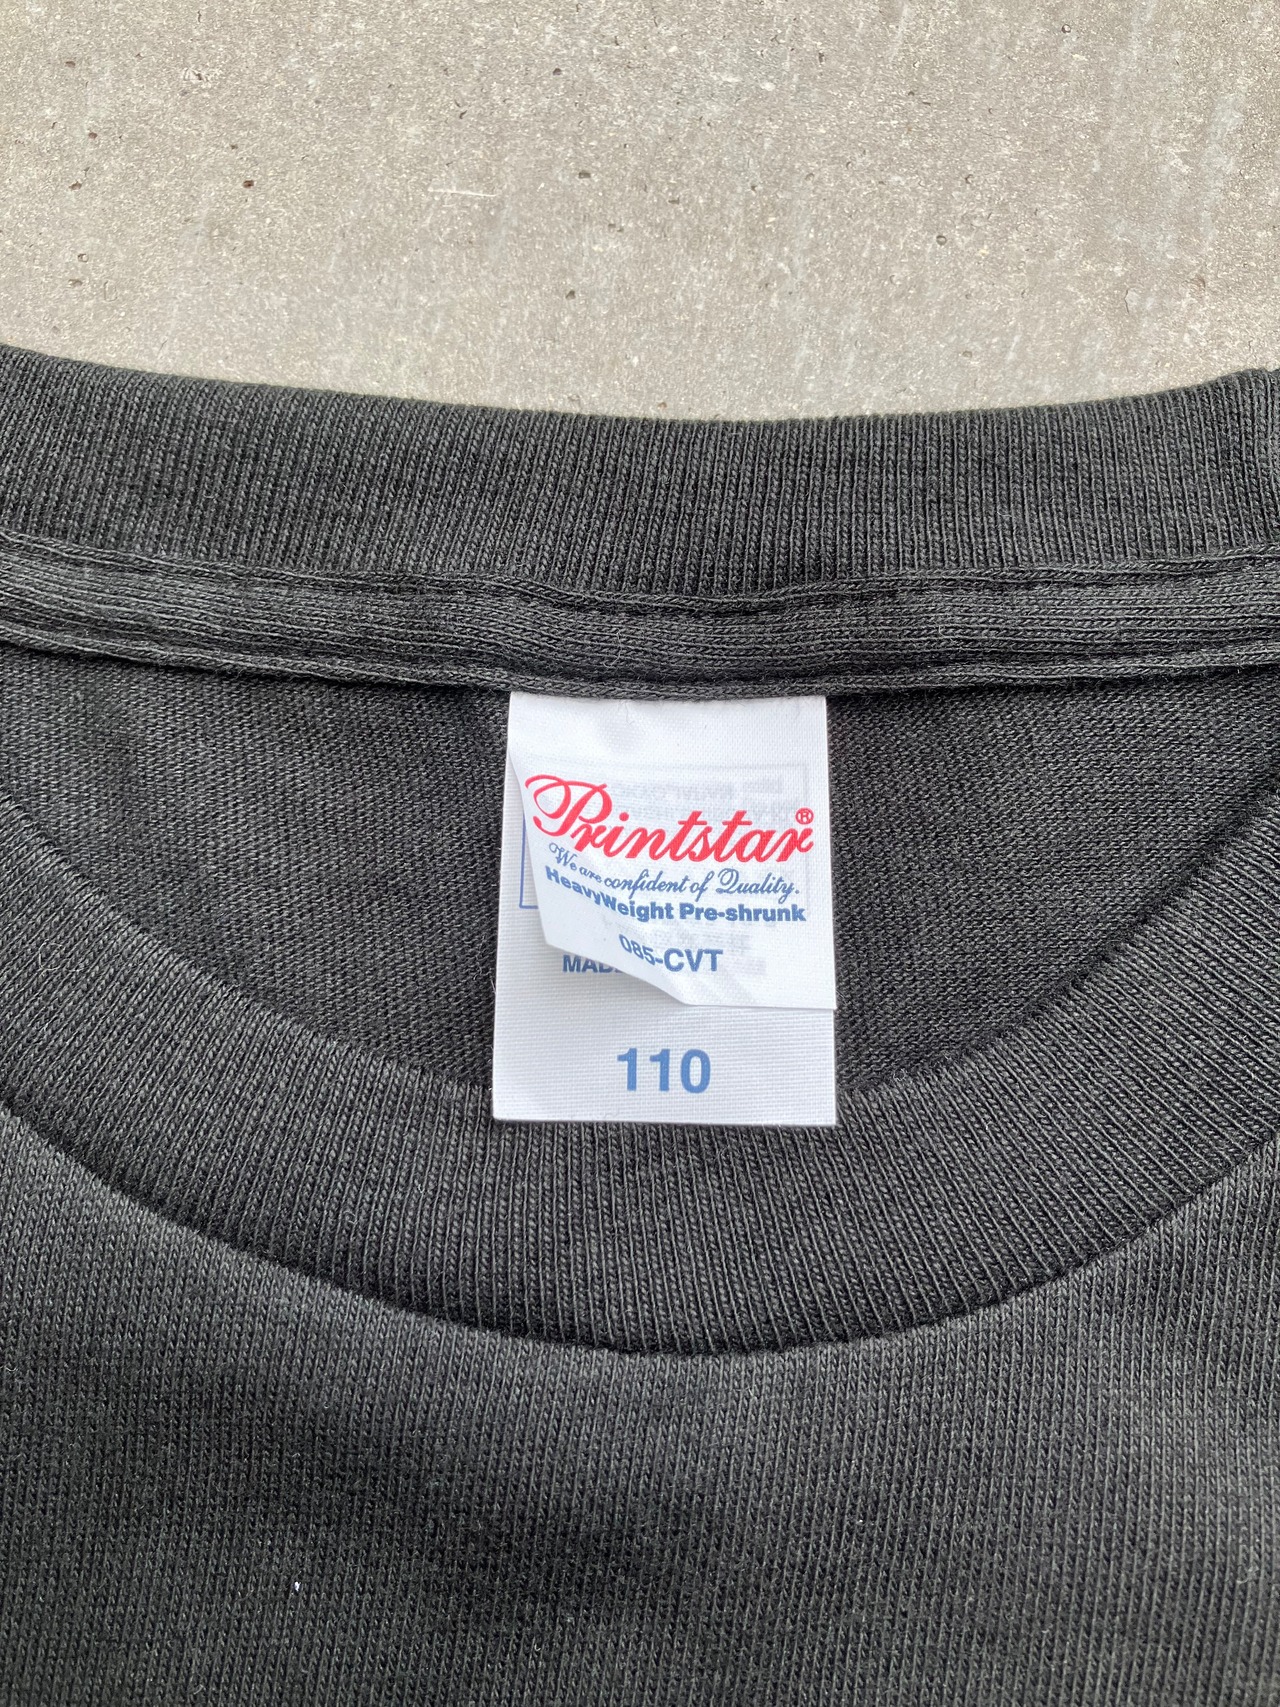 Printstar®
We are confident of Quality.
HeavyWeight Pre-shrunk
085-CVT
110